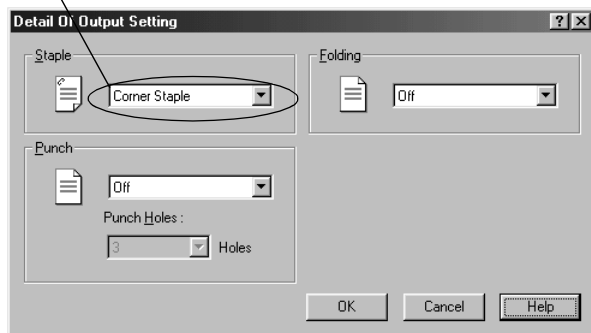 Detail Of Output Setting
Staple
Corner Staple
Folding
Off
Punch
Off
Punch Holes :
3 Holes
OK Cancel Help